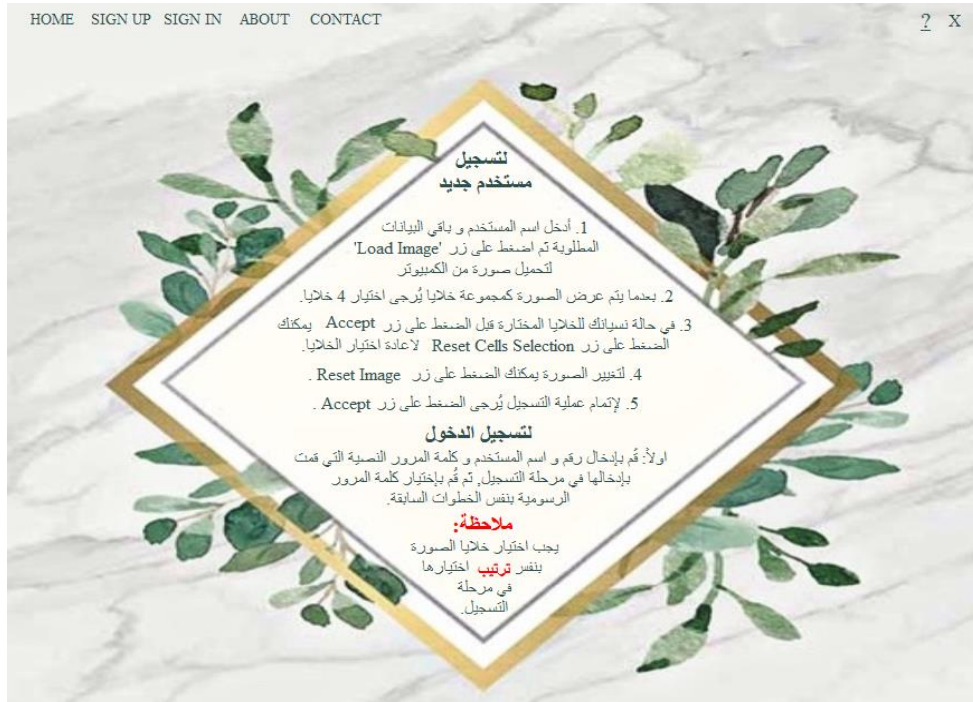 HOME SIGN UP SIGN IN ABOUT CONTACT ? X
لتسجيل
مستخدم جديد
1. أدخل اسم المستخدم و باقي البيانات
المطلوبة ثم اضغط على زر 'Load Image'
لتحميل صورة من الكمبيوتر
2. بعدما يتم عرض الصورة كمجموعة خلايا يُرجى اختيار 4 خلايا.
3. في حالة نسيانك للخلايا المختارة قبل الضغط على زر Accept يمكنك
الضغط على زر Reset Cells Selection لاعادة اختيار الخلايا.
4. لتغيير الصورة يمكنك الضغط على زر Reset Image .
5. لإتمام عملية التسجيل يُرجى الضغط على زر Accept .
لتسجيل الدخول
اولاً: قُم بإدخال رقم و اسم المستخدم و كلمة المرور النصية التي قمت
بإدخالها في مرحلة التسجيل, ثم قُم بإختيار كلمة المرور
الرسومية بنفس الخطوات السابقة.
ملاحظة:
يجب اختيار خلايا الصورة
بنفس ترتيب اختيارها
في مرحلة
التسجيل.